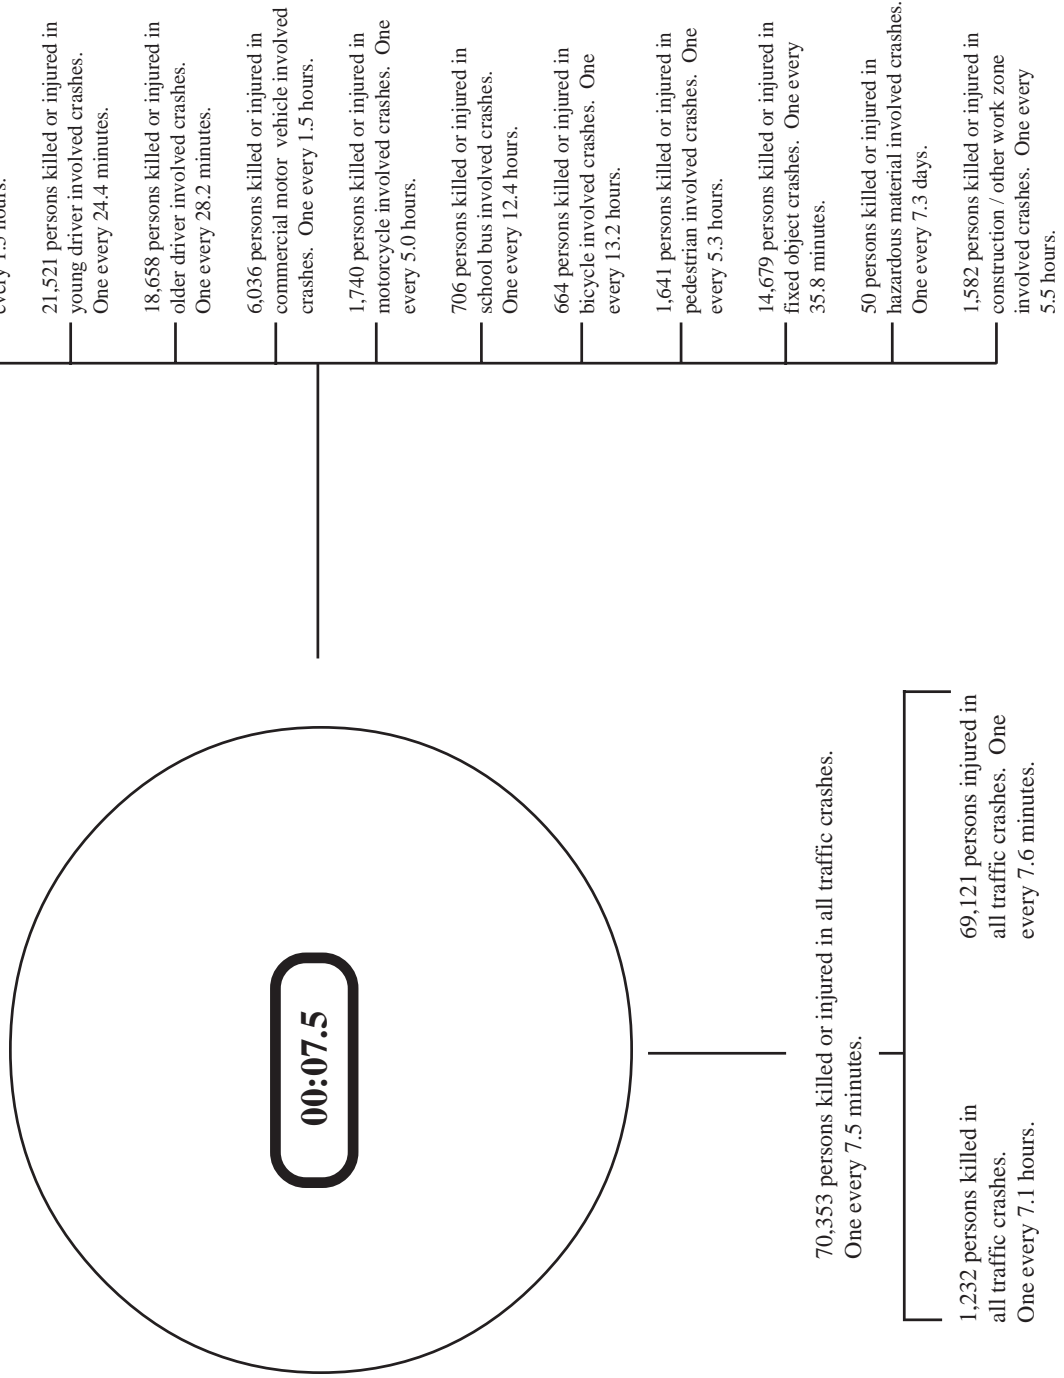 00:07.5
70,353 persons killed or injured in all traffic crashes.
One every 7.5 minutes.
1,232 persons killed in
all traffic crashes.
One every 7.1 hours.
69,121 persons injured in
all traffic crashes. One
every 7.6 minutes.
every 1.5 hours.
21,521 persons killed or injured in
young driver involved crashes.
One every 24.4 minutes.
18,658 persons killed or injured in
older driver involved crashes.
One every 28.2 minutes.
6,036 persons killed or injured in
commercial motor vehicle involved
crashes. One every 1.5 hours.
1,740 persons killed or injured in
motorcycle involved crashes. One
every 5.0 hours.
706 persons killed or injured in
school bus involved crashes.
One every 12.4 hours.
664 persons killed or injured in
bicycle involved crashes. One
every 13.2 hours.
1,641 persons killed or injured in
pedestrian involved crashes. One
every 5.3 hours.
14,679 persons killed or injured in
fixed object crashes. One every
35.8 minutes.
50 persons killed or injured in
hazardous material involved crashes.
One every 7.3 days.
1,582 persons killed or injured in
construction / other work zone
involved crashes. One every
5.5 hours.